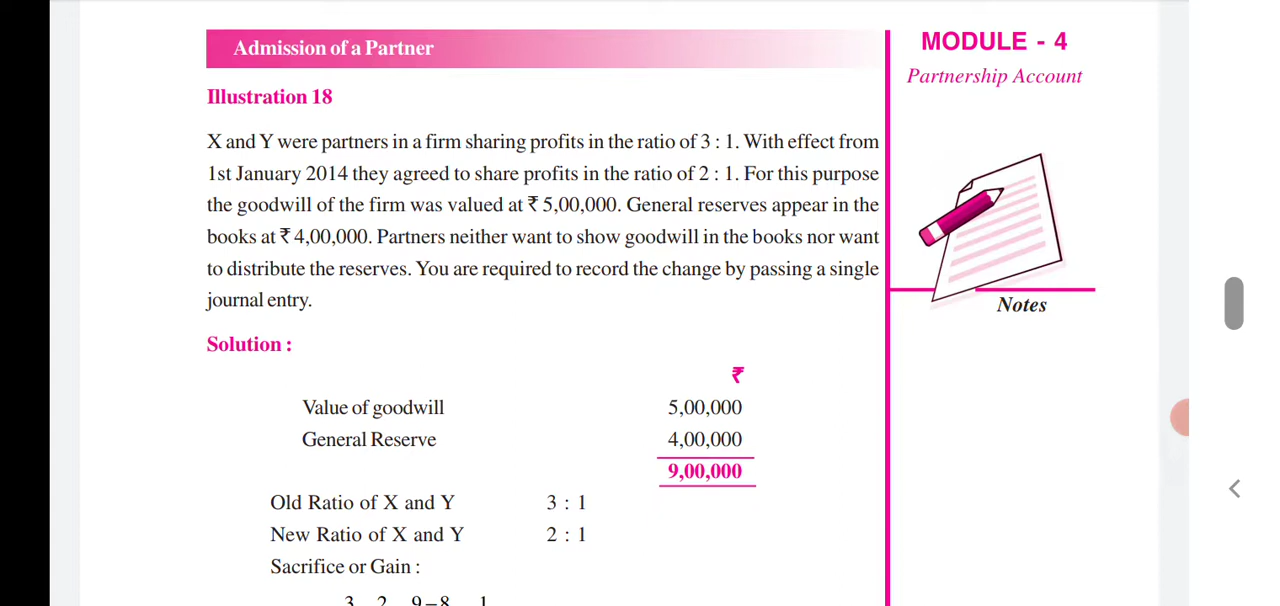 Admission of a Partner
MODULE - 4
Partnership Account
Illustration 18
X and Y were partners in a firm sharing profits in the ratio of 3 : 1. With effect from
1st January 2014 they agreed to share profits in the ratio of 2 : 1. For this purpose
the goodwill of the firm was valued at ₹ 5,00,000. General reserves appear in the
books at ₹ 4,00,000. Partners neither want to show goodwill in the books nor want
to distribute the reserves. You are required to record the change by passing a single
journal entry.
Notes
Solution :
₹
Value of goodwill 5,00,000
General Reserve 4,00,000
9,00,000
Old Ratio of X and Y 3 : 1
New Ratio of X and Y 2 : 1
Sacrifice or Gain :
3 2 9–8 1